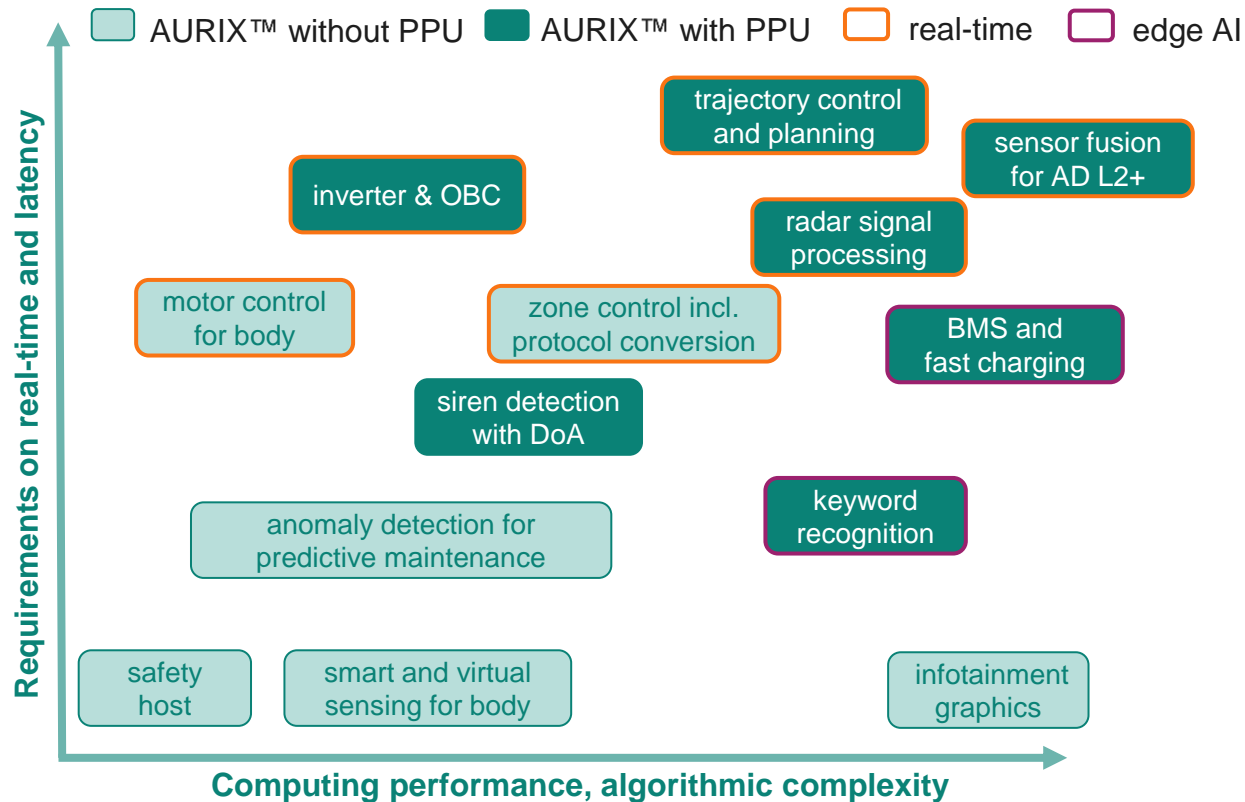 AURIX™ without PPU
AURIX™ with PPU
real-time
edge AI
Requirements on real-time and latency
trajectory control
and planning
sensor fusion
for AD L2+
inverter & OBC
radar signal
processing
motor control
for body
zone control incl.
protocol conversion
BMS and
fast charging
siren detection
with DoA
keyword
recognition
anomaly detection for
predictive maintenance
safety
host
smart and virtual
sensing for body
infotainment
graphics
Computing performance, algorithmic complexity